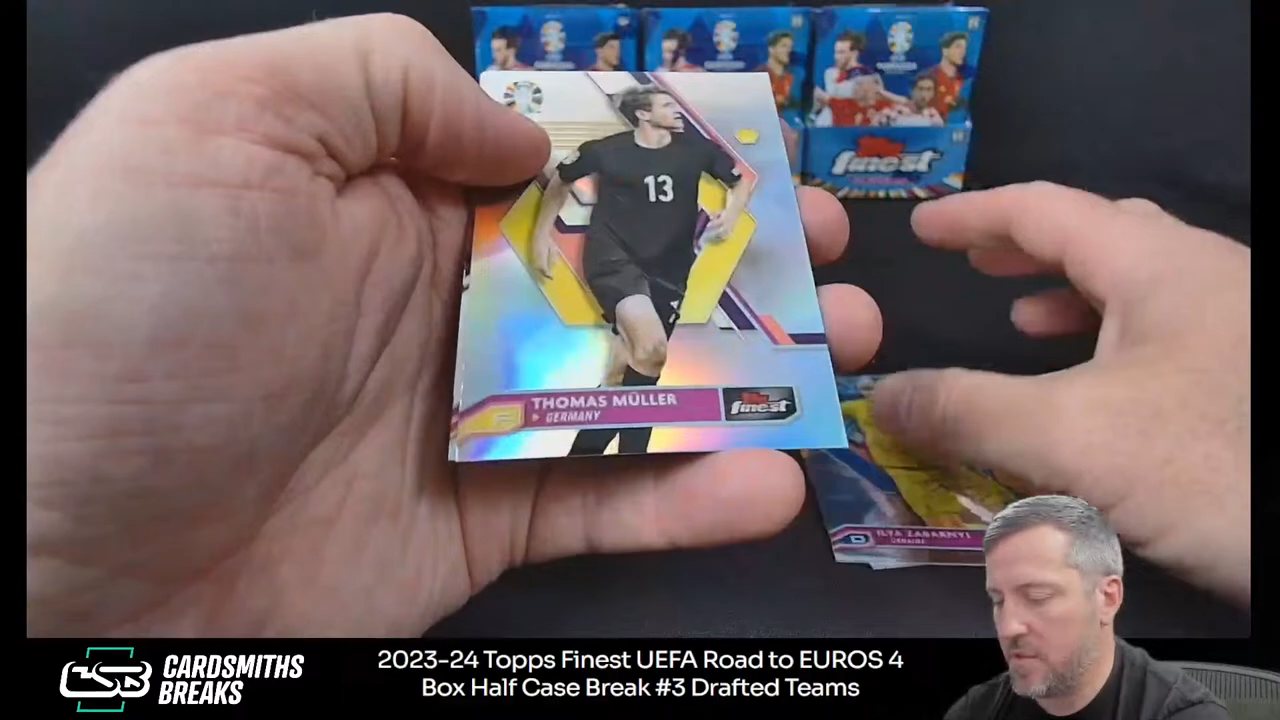 finest
13
THOMAS MÜLLER
GERMANY
finest
ILYA ZABARNYI
UKRAINE
CSB
CARDSMITHS
BREAKS
2023-24 Topps Finest UEFA Road to EUROS 4
Box Half Case Break #3 Drafted Teams